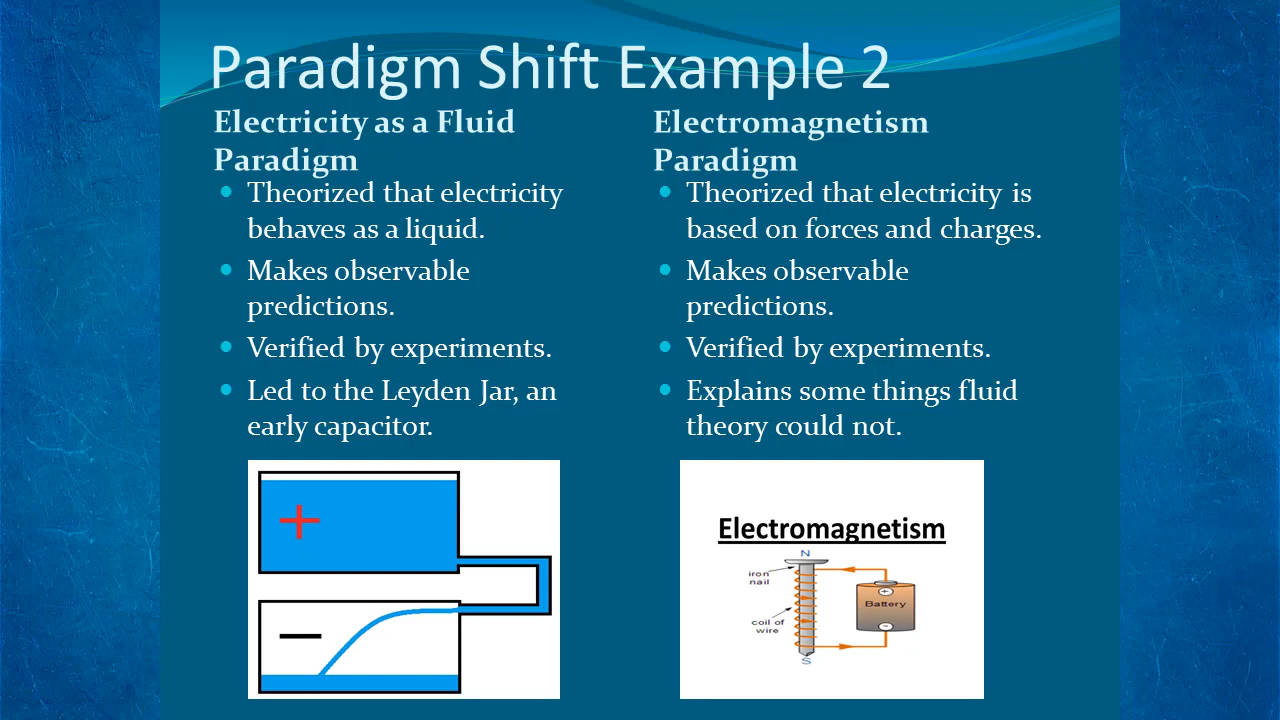 Paradigm Shift Example 2
Electricity as a Fluid
Paradigm
• Theorized that electricity
behaves as a liquid.
• Makes observable
predictions.
• Verified by experiments.
• Led to the Leyden Jar, an
early capacitor.
+
−
Electromagnetism
Paradigm
• Theorized that electricity is
based on forces and charges.
• Makes observable
predictions.
• Verified by experiments.
• Explains some things fluid
theory could not.
Electromagnetism
N
iron
nail
+
Battery
coil of
wire
-
S